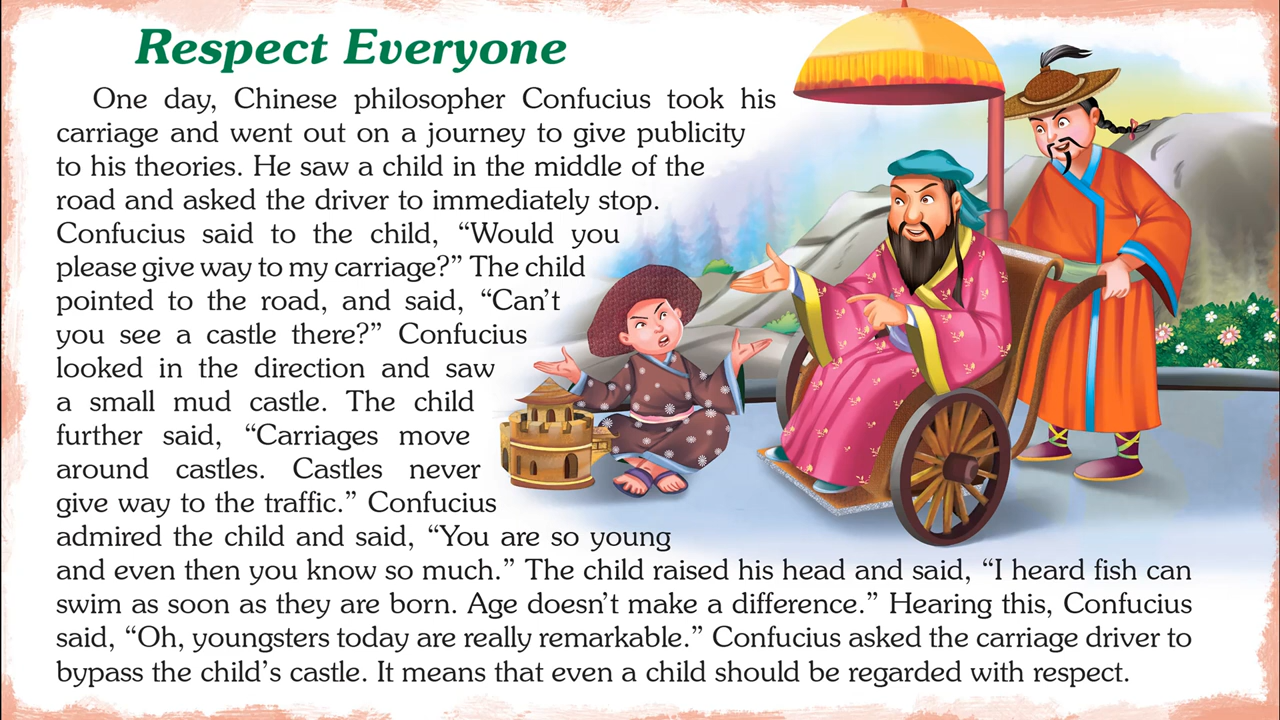 Respect Everyone
One day, Chinese philosopher Confucius took his
carriage and went out on a journey to give publicity
to his theories. He saw a child in the middle of the
road and asked the driver to immediately stop.
Confucius said to the child, “Would you
please give way to my carriage?” The child
pointed to the road, and said, “Can’t
you see a castle there?” Confucius
looked in the direction and saw
a small mud castle. The child
further said, “Carriages move
around castles. Castles never
give way to the traffic.” Confucius
admired the child and said, “You are so young
and even then you know so much.” The child raised his head and said, “I heard fish can
swim as soon as they are born. Age doesn’t make a difference.” Hearing this, Confucius
said, “Oh, youngsters today are really remarkable.” Confucius asked the carriage driver to
bypass the child’s castle. It means that even a child should be regarded with respect.